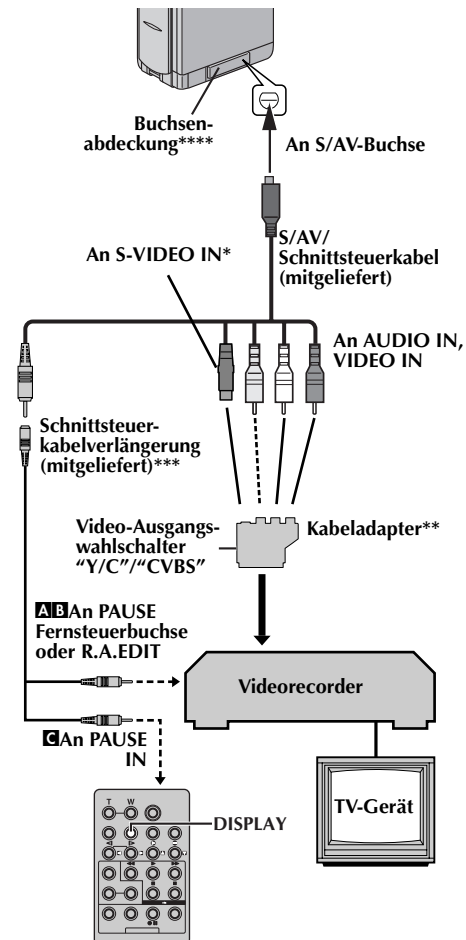 Buchsen-
abdeckung****
An S/AV-Buchse
S/AV/
Schnittsteuerkabel
(mitgeliefert)
An S-VIDEO IN*
An AUDIO IN,
VIDEO IN
Schnittsteuer-
kabelverlängerung
(mitgeliefert)***
Video-Ausgangs-
wahlschalter
“Y/C”/“CVBS”
Kabeladapter**
A B An PAUSE
Fernsteuerbuchse
oder R.A.EDIT
Videorecorder
C An PAUSE
IN
TV-Gerät
T W
DISPLAY